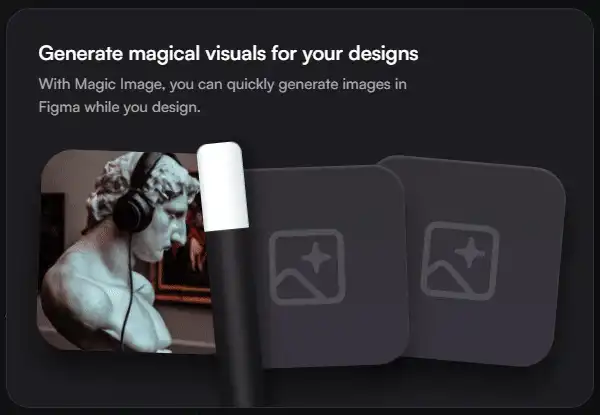 Generate magical visuals for your designs
With Magic Image, you can quickly generate images in
Figma while you design.